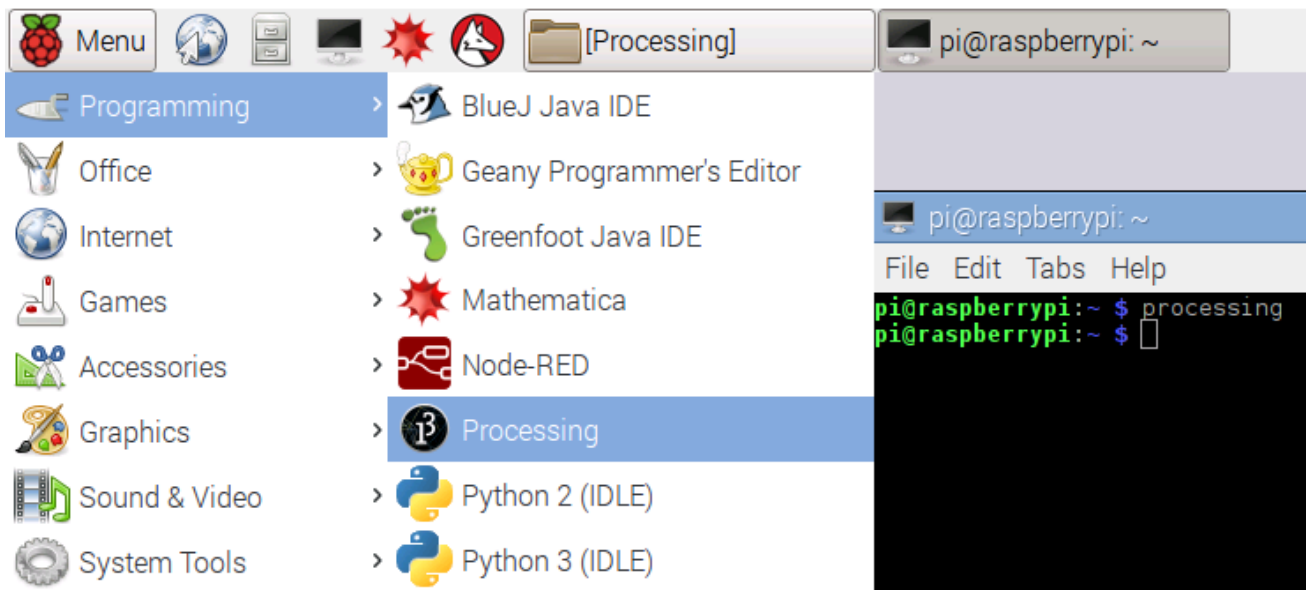 Menu
[Processing]
pi@raspberrypi: ~
Programming
Office
Internet
Games
Accessories
Graphics
Sound & Video
System Tools
BlueJ Java IDE
Geany Programmer's Editor
Greenfoot Java IDE
Mathematica
Node-RED
Processing
Python 2 (IDLE)
Python 3 (IDLE)
pi@raspberrypi: ~
File Edit Tabs Help
pi@raspberrypi:~ $ processing
pi@raspberrypi:~ $